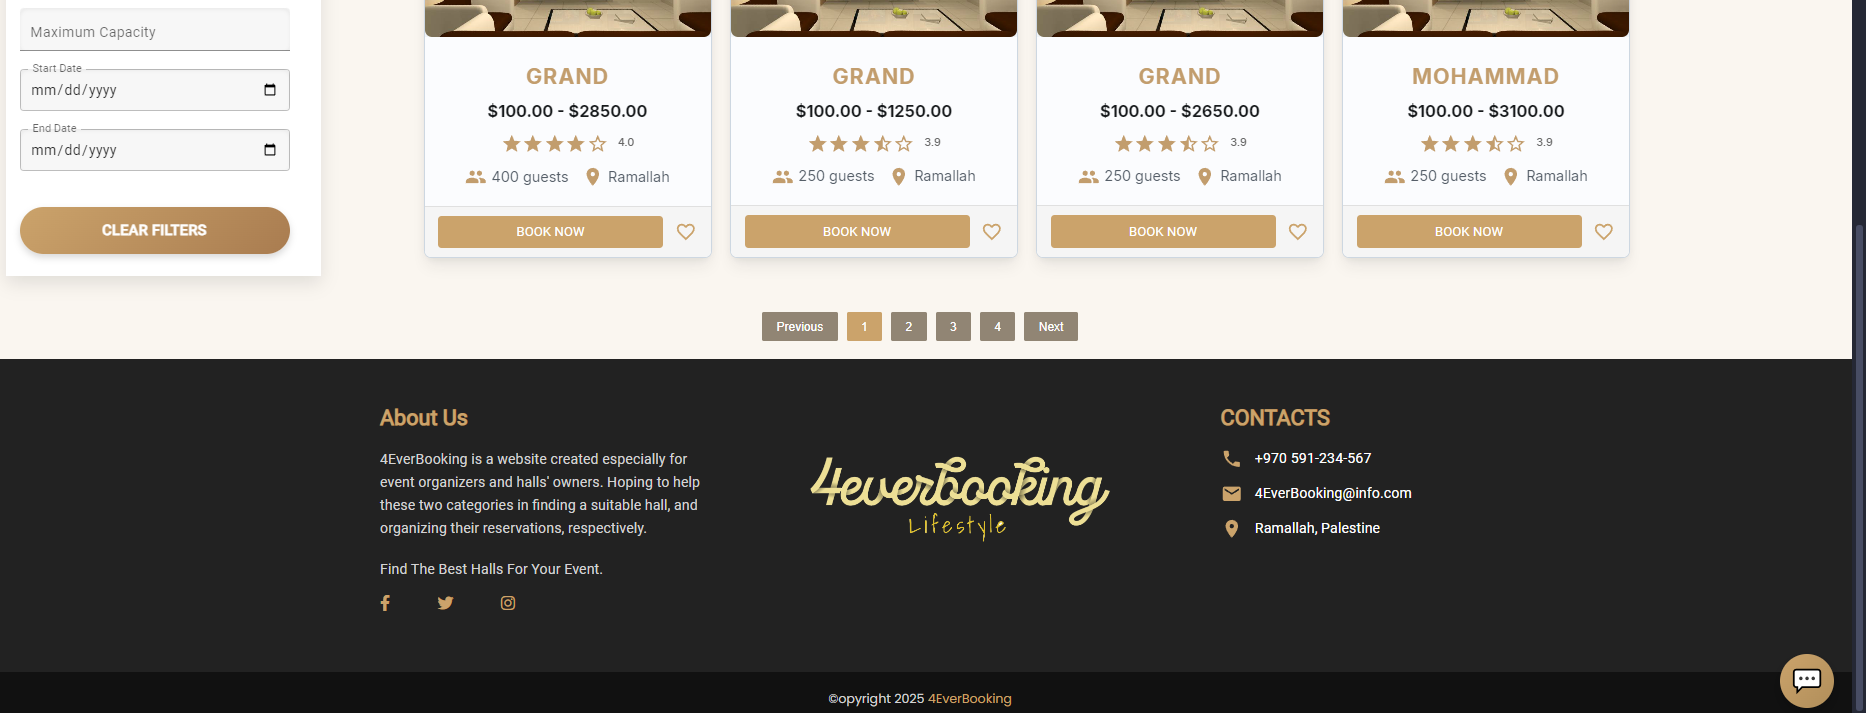 Maximum Capacity
Start Date
mm/dd/yyyy
End Date
mm/dd/yyyy
CLEAR FILTERS
GRAND
$100.00 - $2850.00
4.0
400 guests Ramallah
BOOK NOW
GRAND
$100.00 - $1250.00
3.9
250 guests Ramallah
BOOK NOW
GRAND
$100.00 - $2650.00
3.9
250 guests Ramallah
BOOK NOW
MOHAMMAD
$100.00 - $3100.00
3.9
250 guests Ramallah
BOOK NOW
Previous 1 2 3 4 Next
About Us
4EverBooking is a website created especially for
event organizers and halls' owners. Hoping to help
these two categories in finding a suitable hall, and
organizing their reservations, respectively.
Find The Best Halls For Your Event.
4everbooking
Lifestyle
CONTACTS
+970 591-234-567
4EverBooking@info.com
Ramallah, Palestine
©opyright 2025 4EverBooking